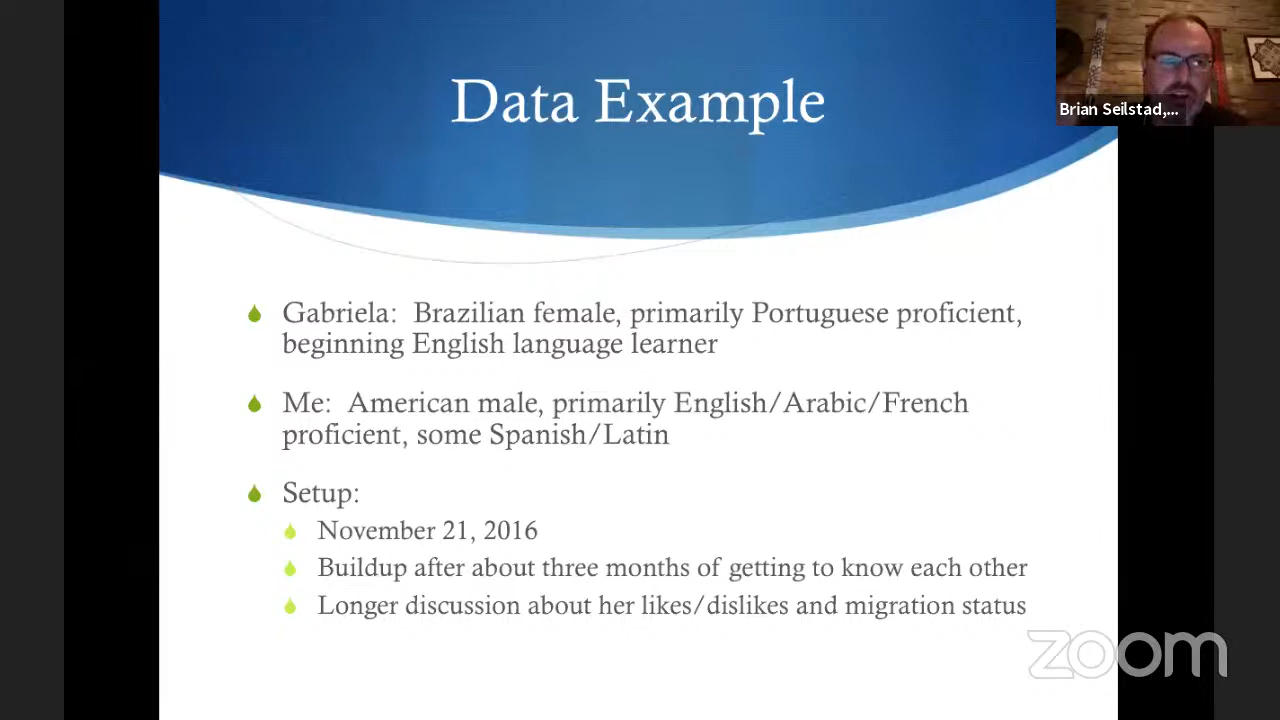 Data Example
Brian Seilstad,...
Gabriela: Brazilian female, primarily Portuguese proficient,
beginning English language learner
Me: American male, primarily English/Arabic/French
proficient, some Spanish/Latin
Setup:
November 21, 2016
Buildup after about three months of getting to know each other
Longer discussion about her likes/dislikes and migration status
zoom